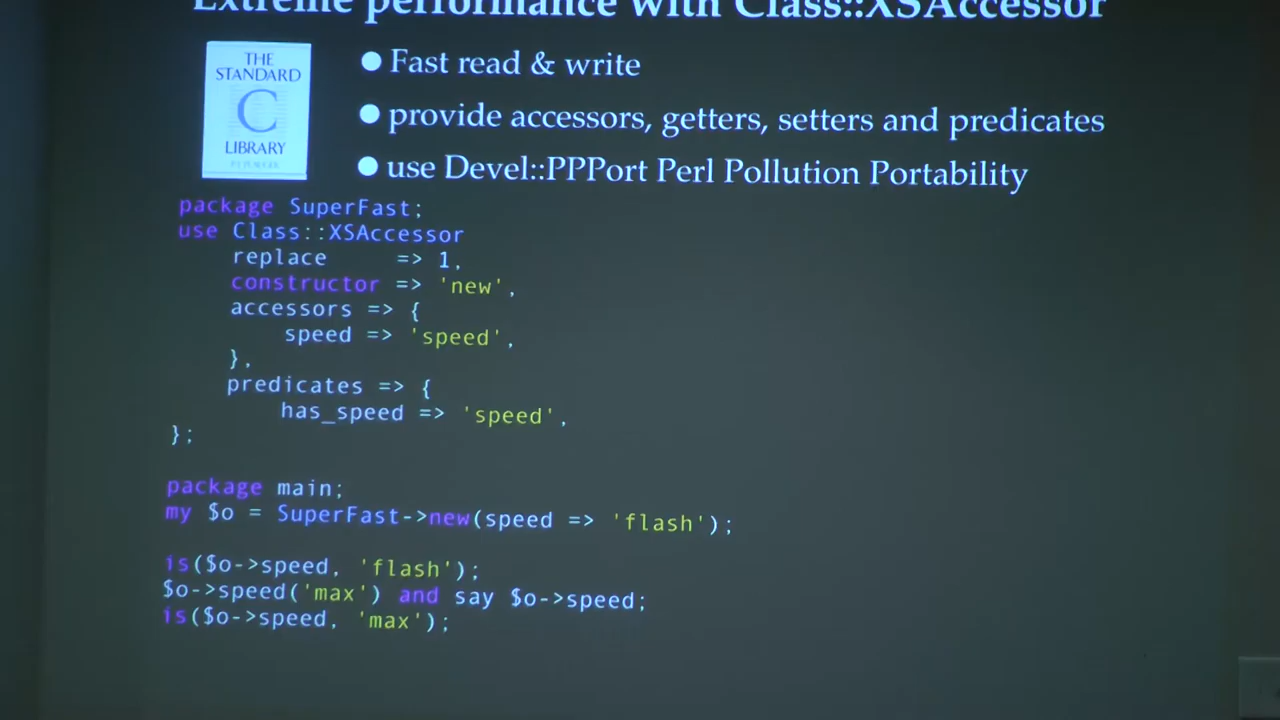 Extreme performance with Class::XSAccessor
THE
STANDARD
C
LIBRARY
P.J. PLAUGER
● Fast read & write
● provide accessors, getters, setters and predicates
● use Devel::PPPort Perl Pollution Portability
package SuperFast;
use Class::XSAccessor
    replace     => 1,
    constructor => 'new',
    accessors => {
        speed => 'speed',
    },
    predicates => {
        has_speed => 'speed',
};
package main;
my $o = SuperFast->new(speed => 'flash');
is($o->speed, 'flash');
$o->speed('max') and say $o->speed;
is($o->speed, 'max');